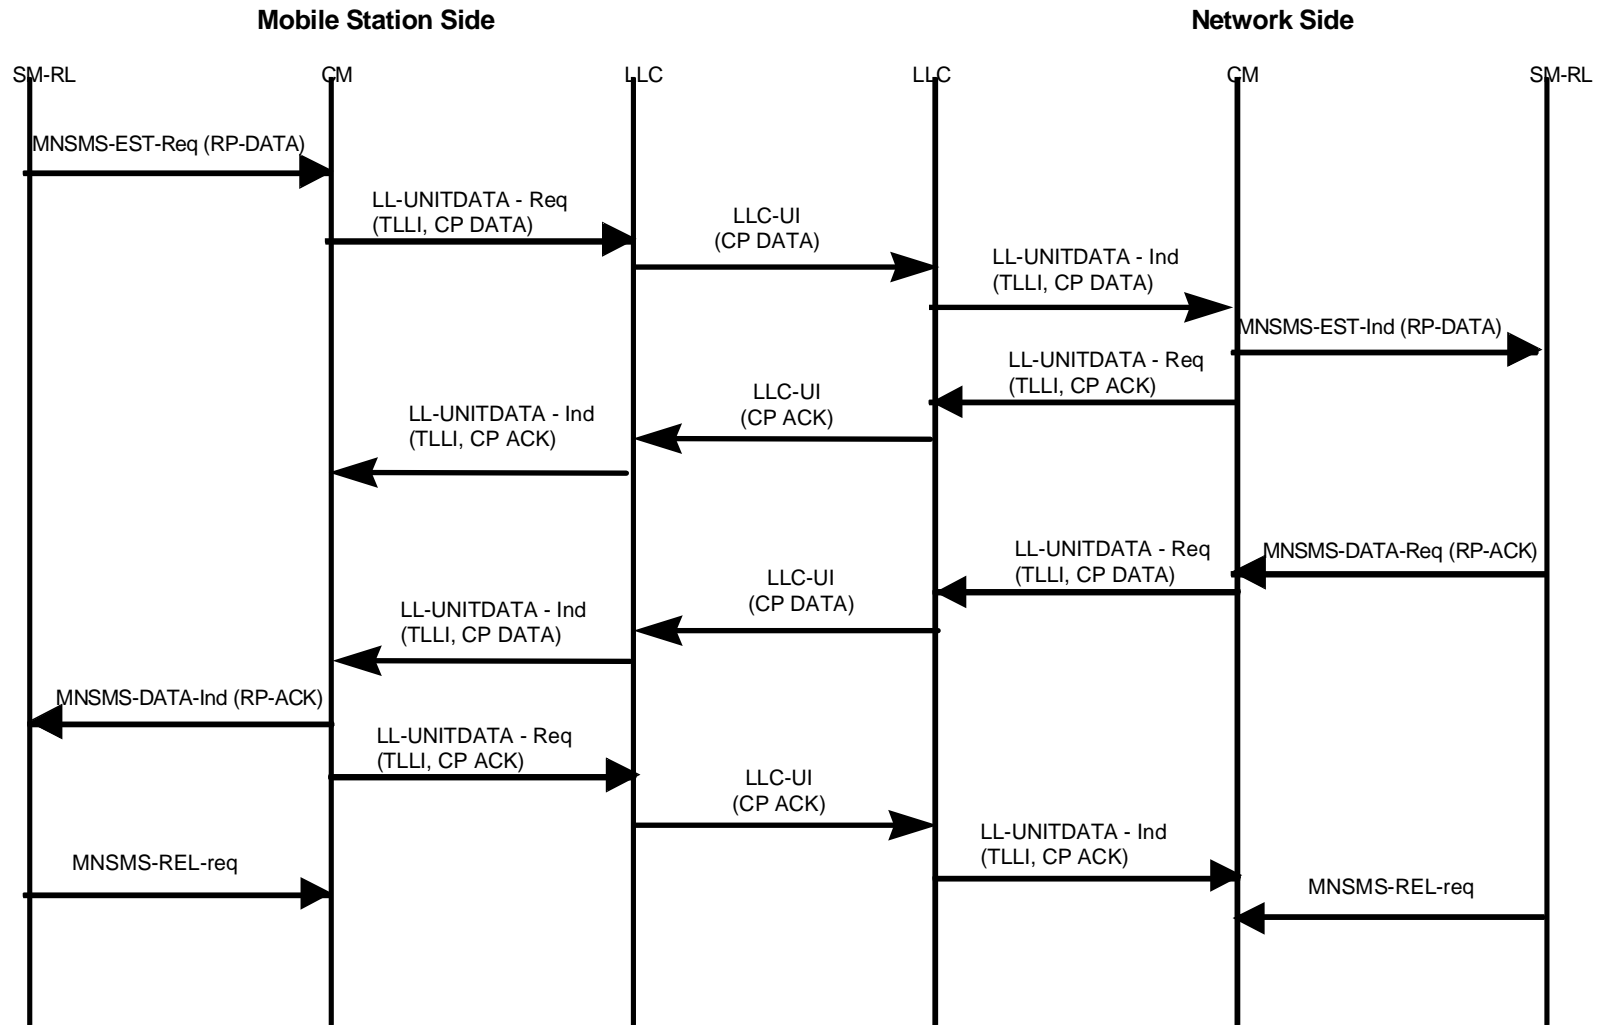 Mobile Station Side
Network Side
SM-RL
CM
LLC
LLC
CM
SM-RL
MNSMS-EST-Req (RP-DATA)
LL-UNITDATA - Req
(TLLI, CP DATA)
LLC-UI
(CP DATA)
LL-UNITDATA - Ind
(TLLI, CP DATA)
MNSMS-EST-Ind (RP-DATA)
LL-UNITDATA - Req
(TLLI, CP ACK)
LLC-UI
(CP ACK)
LL-UNITDATA - Ind
(TLLI, CP ACK)
MNSMS-DATA-Req (RP-ACK)
LL-UNITDATA - Req
(TLLI, CP DATA)
LLC-UI
(CP DATA)
LL-UNITDATA - Ind
(TLLI, CP DATA)
MNSMS-DATA-Ind (RP-ACK)
LL-UNITDATA - Req
(TLLI, CP ACK)
LLC-UI
(CP ACK)
LL-UNITDATA - Ind
(TLLI, CP ACK)
MNSMS-REL-req
MNSMS-REL-req